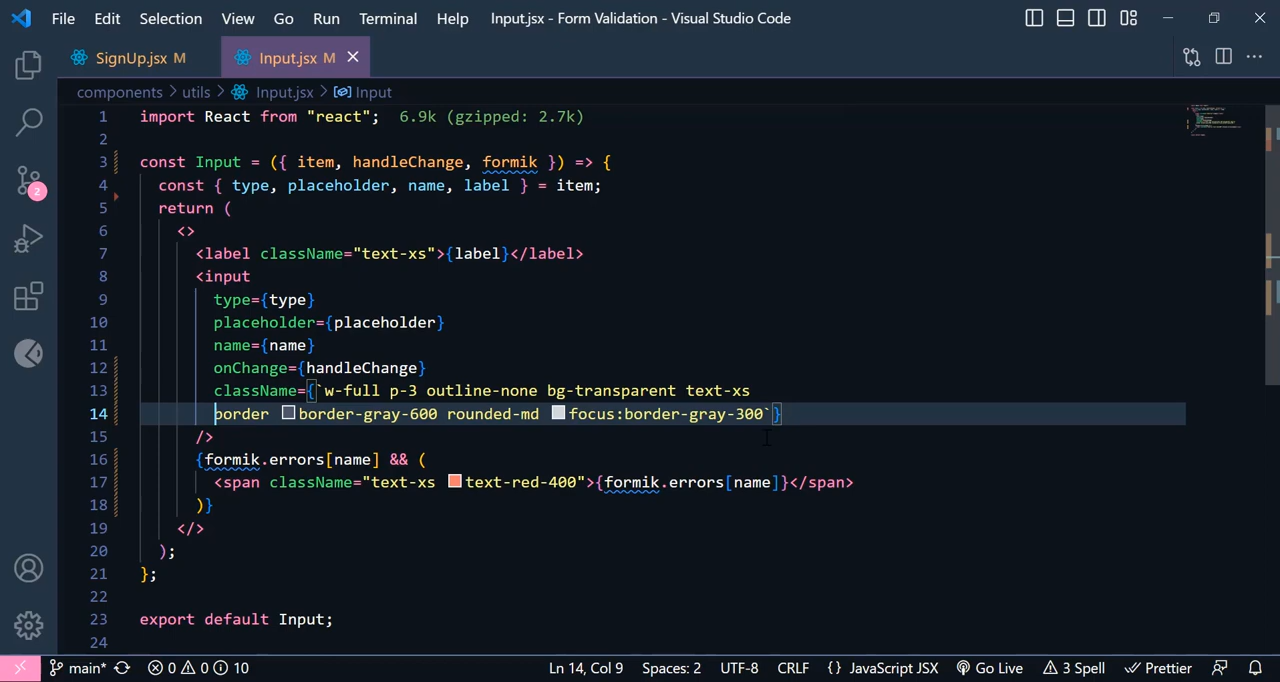 File Edit Selection View Go Run Terminal Help Input.jsx - Form Validation - Visual Studio Code
SignUp.jsx M Input.jsx M
components > utils > Input.jsx > Input
1 import React from "react"; 6.9k (gzipped: 2.7k)
2
3 const Input = ({ item, handleChange, formik }) => {
4 const { type, placeholder, name, label } = item;
5 return (
6 <>
7 <label className="text-xs">{label}</label>
8 <input
9 type={type}
10 placeholder={placeholder}
11 name={name}
12 onChange={handleChange}
13 className={`w-full p-3 outline-none bg-transparent text-xs
14 border border-gray-600 rounded-md focus:border-gray-300`}
15 />
16 {formik.errors[name] && (
17 <span className="text-xs text-red-400">{formik.errors[name]}</span>
18 )}
19 </>
20 );
21 };
22
23 export default Input;
24
2
main* 0 0 10 Ln 14, Col 9 Spaces: 2 UTF-8 CRLF {} JavaScript JSX Go Live 3 Spell Prettier